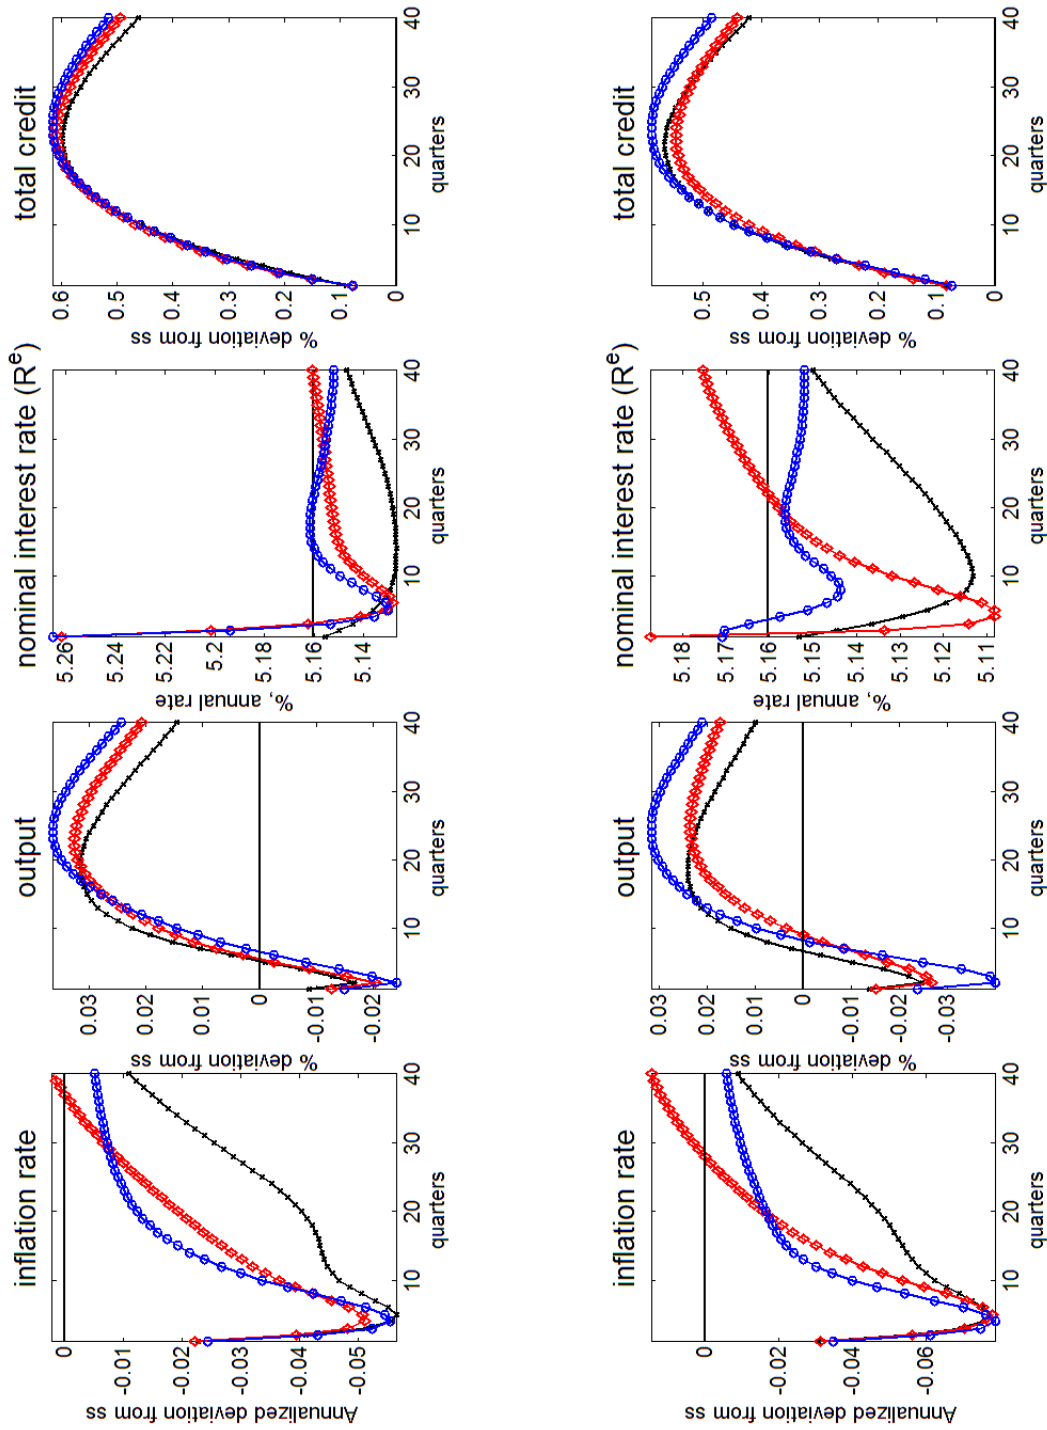 inflation rate
0
-0.01
-0.02
-0.03
-0.04
-0.05
Annualized deviation from ss
10 20 30 40
quarters
output
0.03
0.02
0.01
0
-0.01
-0.02
% deviation from ss
10 20 30 40
quarters
nominal interest rate (Rᵉ)
5.26
5.24
5.22
5.2
5.18
5.16
5.14
%, annual rate
10 20 30 40
quarters
total credit
0.6
0.5
0.4
0.3
0.2
0.1
0
% deviation from ss
10 20 30 40
quarters
inflation rate
0
-0.02
-0.04
-0.06
Annualized deviation from ss
10 20 30 40
quarters
output
0.03
0.02
0.01
0
-0.01
-0.02
-0.03
% deviation from ss
10 20 30 40
quarters
nominal interest rate (Rᵉ)
5.18
5.17
5.16
5.15
5.14
5.13
5.12
5.11
%, annual rate
10 20 30 40
quarters
total credit
0.5
0.4
0.3
0.2
0.1
0
% deviation from ss
10 20 30 40
quarters